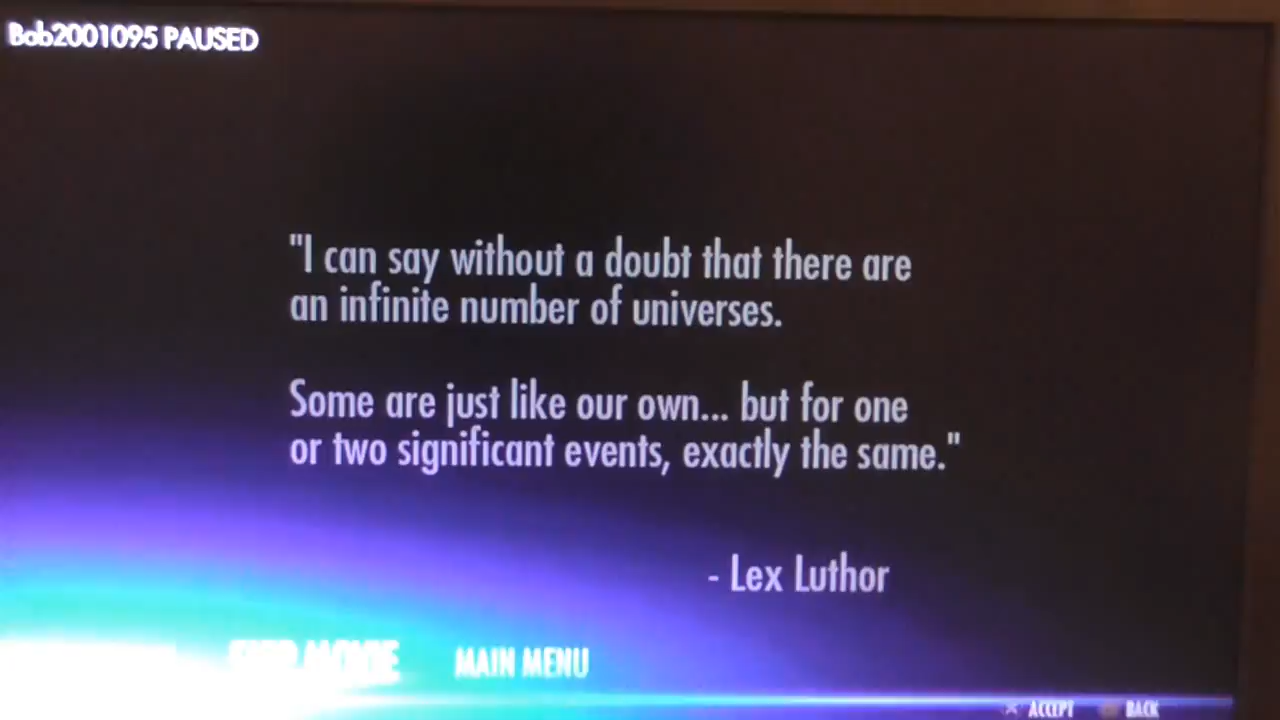 Bob2001095 PAUSED
"I can say without a doubt that there are
an infinite number of universes.
Some are just like our own... but for one
or two significant events, exactly the same."
- Lex Luthor
MOVIE MAIN MENU
ACCEPT BACK